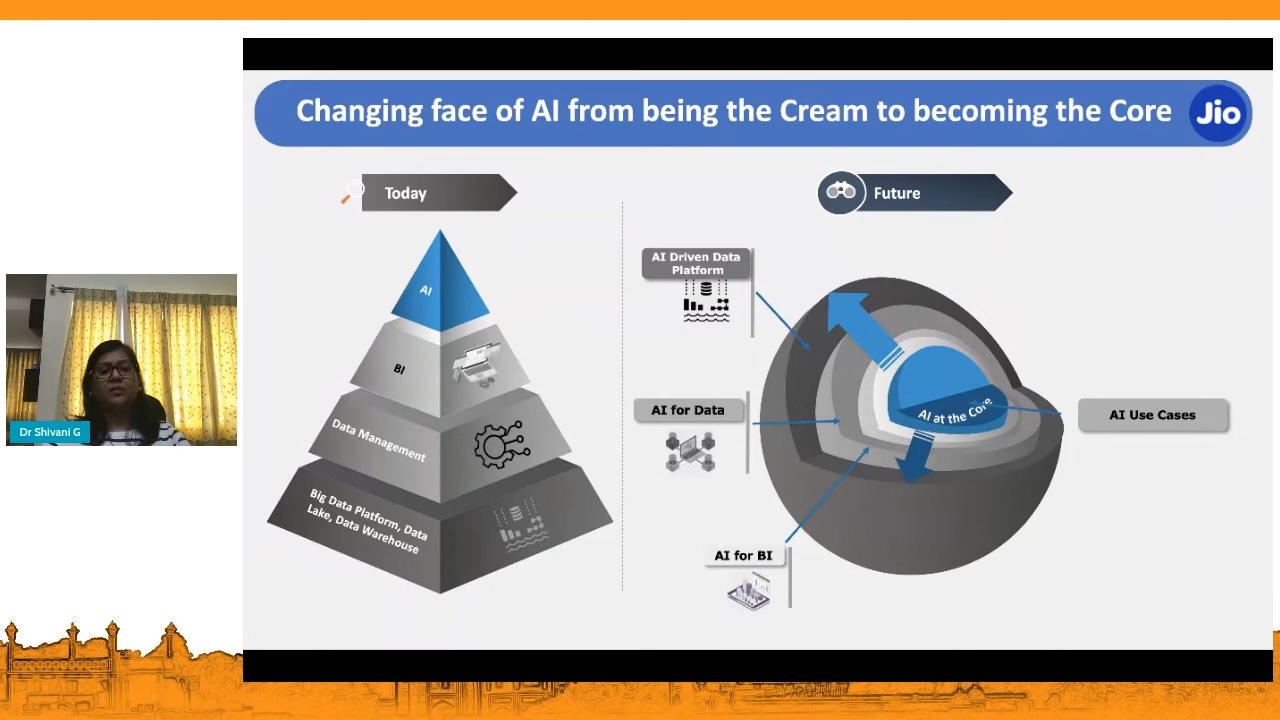 Changing face of AI from being the Cream to becoming the Core
Jio
Today
Future
AI
BI
Data Management
Big Data Platform, Data
Lake, Data Warehouse
AI Driven Data
Platform
AI for Data
AI for BI
AI at the Core
AI Use Cases
Dr Shivani G